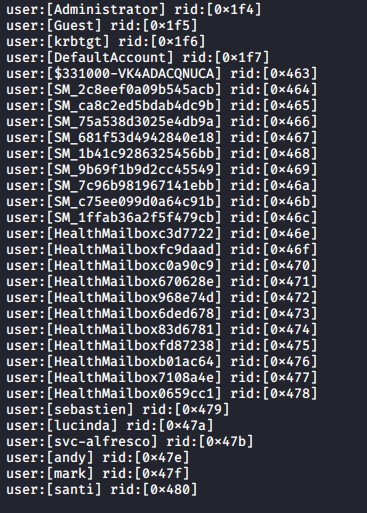 user:[Administrator] rid:[0×1f4]
user:[Guest] rid:[0×1f5]
user:[krbtgt] rid:[0×1f6]
user:[DefaultAccount] rid:[0×1f7]
user:[$331000-VK4ADACQNUCA] rid:[0×463]
user:[SM_2c8eef0a09b545acb] rid:[0×464]
user:[SM_ca8c2ed5bdab4dc9b] rid:[0×465]
user:[SM_75a538d3025e4db9a] rid:[0×466]
user:[SM_681f53d4942840e18] rid:[0×467]
user:[SM_1b41c9286325456bb] rid:[0×468]
user:[SM_9b69f1b9d2cc45549] rid:[0×469]
user:[SM_7c96b981967141ebb] rid:[0×46a]
user:[SM_c75ee099d0a64c91b] rid:[0×46b]
user:[SM_1ffab36a2f5f479cb] rid:[0×46c]
user:[HealthMailboxc3d7722] rid:[0×46e]
user:[HealthMailboxfc9daad] rid:[0×46f]
user:[HealthMailboxc0a90c9] rid:[0×470]
user:[HealthMailbox670628e] rid:[0×471]
user:[HealthMailbox968e74d] rid:[0×472]
user:[HealthMailbox6ded678] rid:[0×473]
user:[HealthMailbox83d6781] rid:[0×474]
user:[HealthMailboxfd87238] rid:[0×475]
user:[HealthMailboxb01ac64] rid:[0×476]
user:[HealthMailbox7108a4e] rid:[0×477]
user:[HealthMailbox0659cc1] rid:[0×478]
user:[sebastien] rid:[0×479]
user:[lucinda] rid:[0×47a]
user:[svc-alfresco] rid:[0×47b]
user:[andy] rid:[0×47e]
user:[mark] rid:[0×47f]
user:[santi] rid:[0×480]